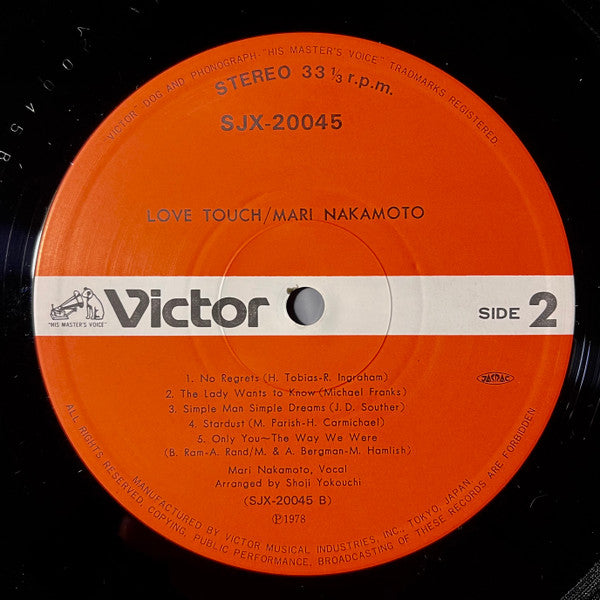 "VICTOR" DOG AND PHONOGRAPH-"HIS MASTER'S VOICE" TRADMARKS REGISTERED
STEREO 33 1/3 r.p.m.
SJX-20045
LOVE TOUCH/MARI NAKAMOTO
"HIS MASTER'S VOICE"
Victor
SIDE 2
JASRAC
1. No Regrets (H. Tobias-R. Ingraham)
2. The Lady Wants to Know (Michael Franks)
3. Simple Man Simple Dreams (J. D. Souther)
4. Stardust (M. Parish-H. Carmichael)
5. Only You~The Way We Were
(B. Ram-A. Rand/M. & A. Bergman-M. Hamlish)
Mari Nakamoto, Vocal
Arranged by Shoji Yokouchi
(SJX-20045 B)
℗1978
ALL RIGHTS RESERVED. COPYING, PUBLIC PERFORMANCE, BROADCASTING OF THESE RECORDS ARE FORBIDDEN.
MANUFACTURED BY VICTOR MUSICAL INDUSTRIES, INC., TOKYO, JAPAN